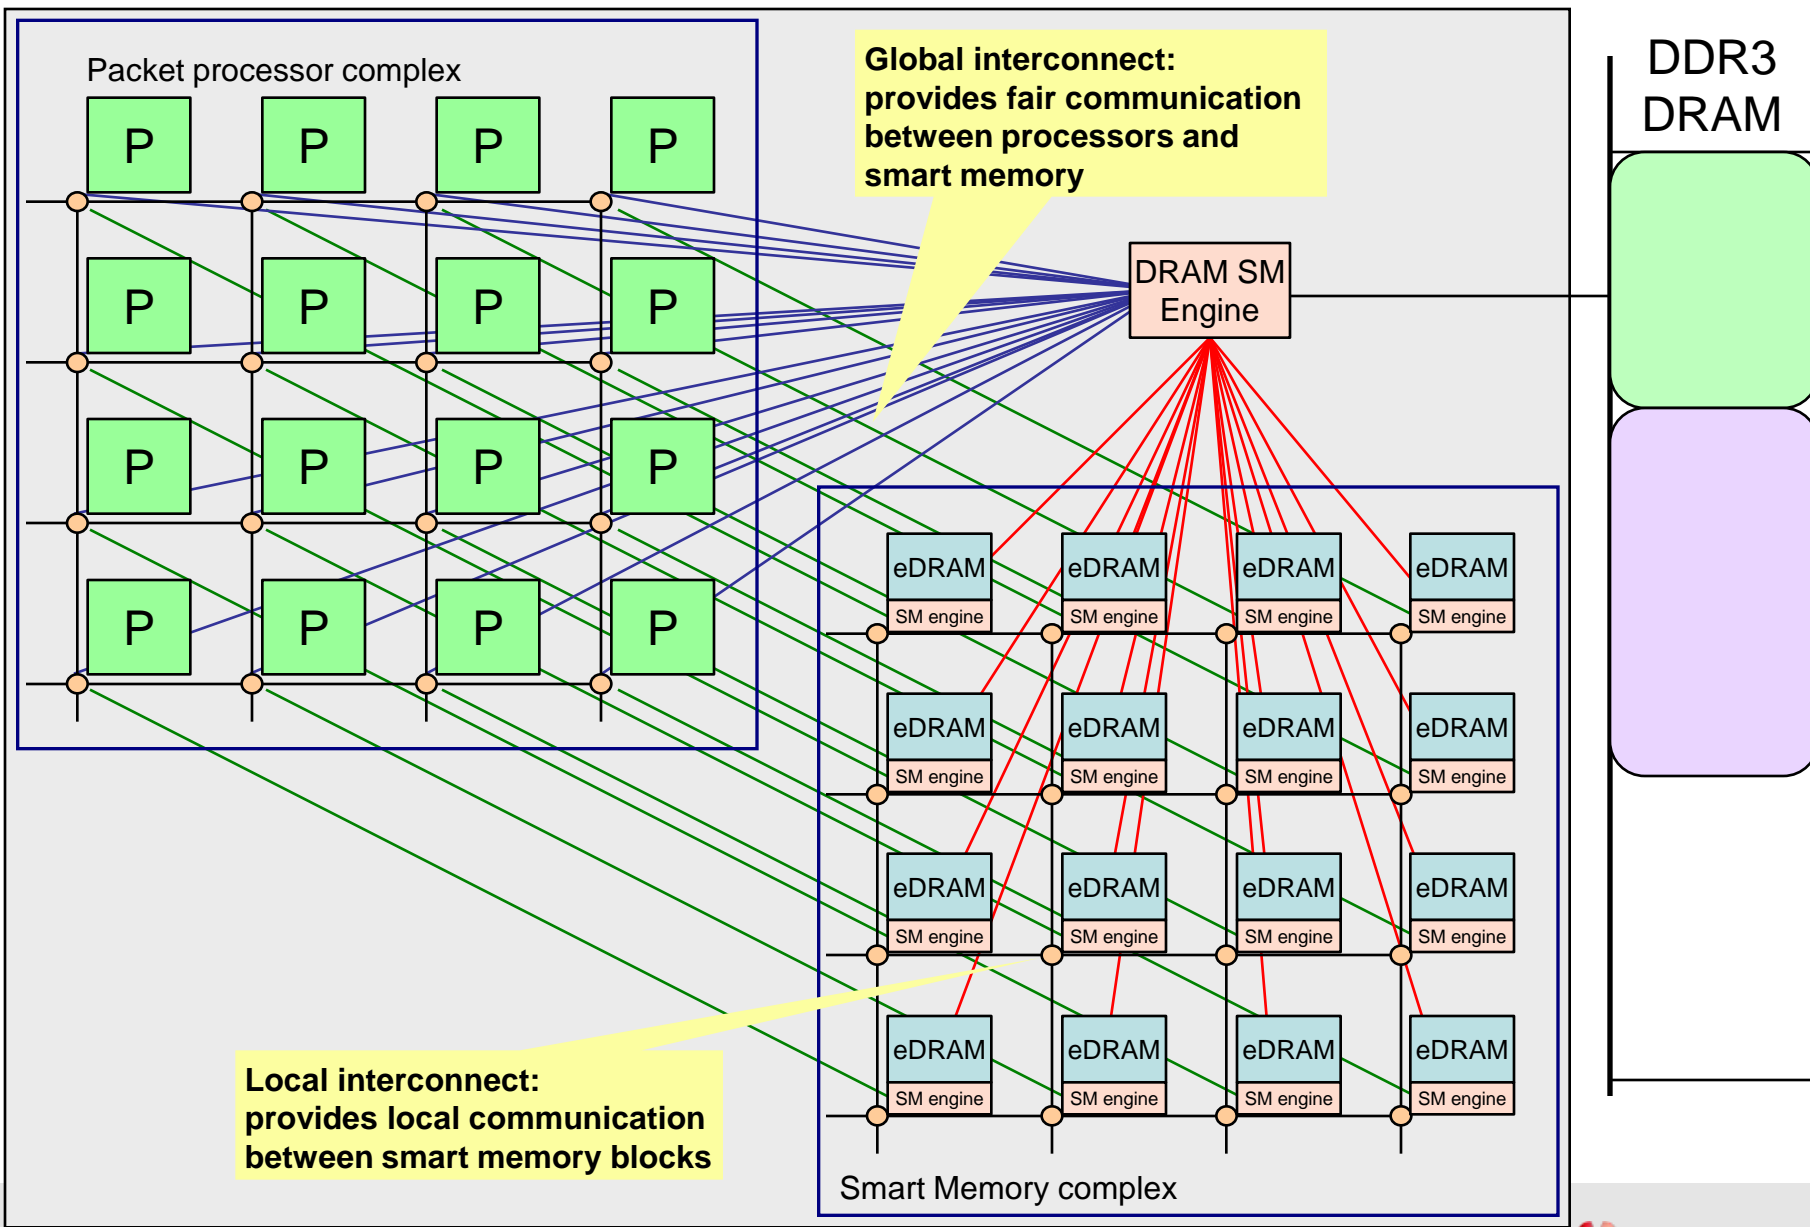 Packet processor complex
P P P P
P P P P
P P P P
P P P P
Global interconnect:
provides fair communication
between processors and
smart memory
DRAM SM
Engine
DDR3
DRAM
eDRAM eDRAM eDRAM eDRAM
SM engine SM engine SM engine SM engine
eDRAM eDRAM eDRAM eDRAM
SM engine SM engine SM engine SM engine
eDRAM eDRAM eDRAM eDRAM
SM engine SM engine SM engine SM engine
eDRAM eDRAM eDRAM eDRAM
SM engine SM engine SM engine SM engine
Local interconnect:
provides local communication
between smart memory blocks
Smart Memory complex